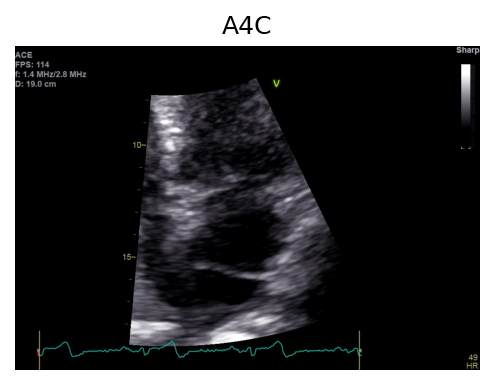 A4C
ACE
FPS: 114
f: 1.4 MHz/2.8 MHz
D: 19.0 cm
Sharp
V
10
15
49
HR